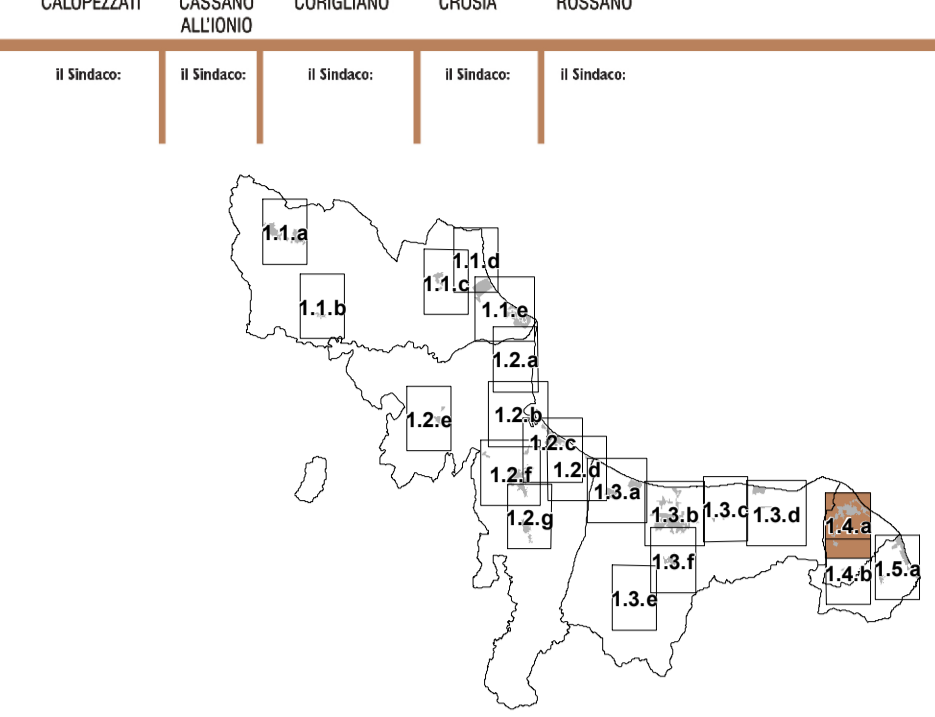 CALOPEZZATI CASSANO CORIGLIANO CROSIA ROSSANO
ALL'IONIO
il Sindaco: il Sindaco: il Sindaco: il Sindaco: il Sindaco:
1.1.a
1.1.d
1.1.c
1.1.b
1.1.e
1.2.a
1.2.e
1.2.b
1.2.c
1.2.f
1.2.d
1.3.a
1.2.g
1.3.b
1.3.c
1.3.d
1.4.a
1.3.f
1.4.b
1.5.a
1.3.e